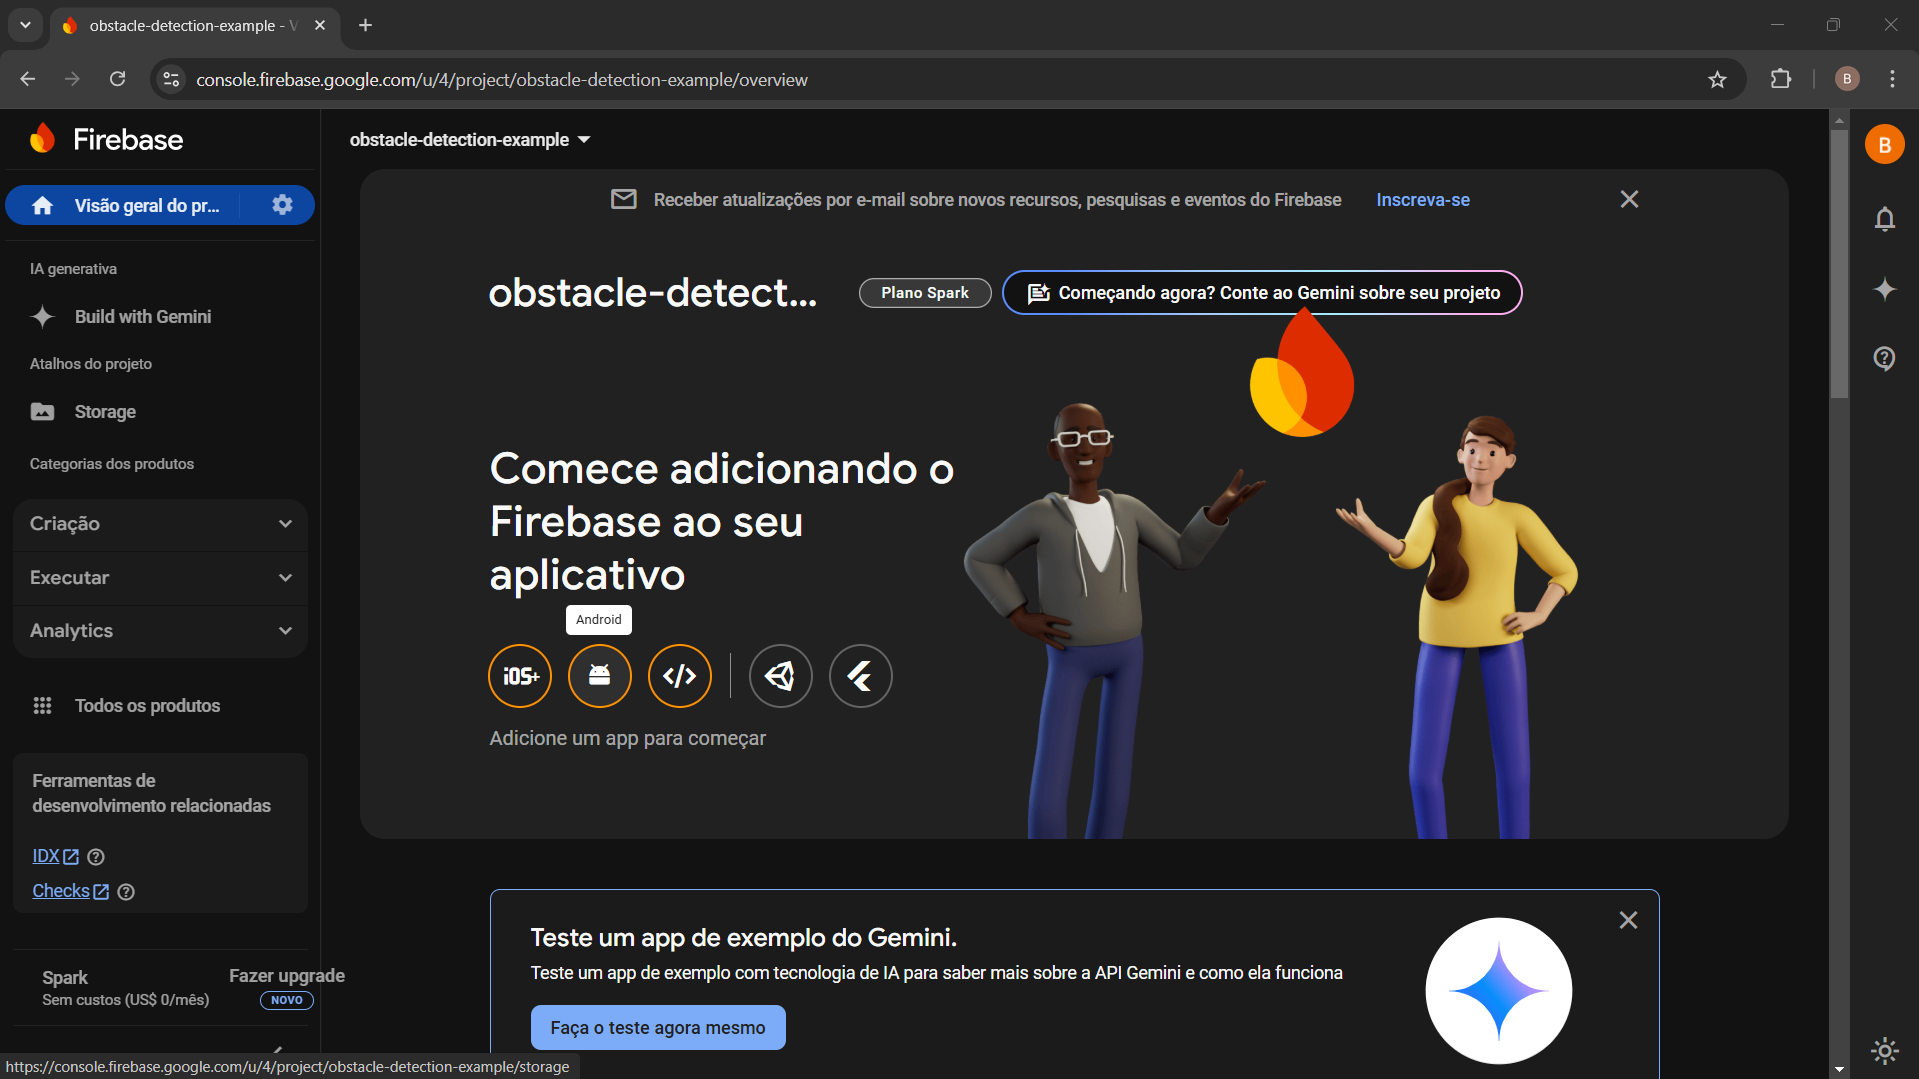 obstacle-detection-example - V
console.firebase.google.com/u/4/project/obstacle-detection-example/overview
B
Firebase
obstacle-detection-example
B
Visão geral do pr...
Receber atualizações por e-mail sobre novos recursos, pesquisas e eventos do Firebase
Inscreva-se
IA generativa
Build with Gemini
obstacle-detect...
Plano Spark
Começando agora? Conte ao Gemini sobre seu projeto
Atalhos do projeto
Storage
Categorias dos produtos
Criação
Executar
Analytics
Todos os produtos
Comece adicionando o
Firebase ao seu
aplicativo
Android
iOS+
</>
Adicione um app para começar
Ferramentas de
desenvolvimento relacionadas
IDX
Checks
Spark
Sem custos (US$ 0/mês)
Fazer upgrade
NOVO
Teste um app de exemplo do Gemini.
Teste um app de exemplo com tecnologia de IA para saber mais sobre a API Gemini e como ela funciona
Faça o teste agora mesmo
https://console.firebase.google.com/u/4/project/obstacle-detection-example/storage